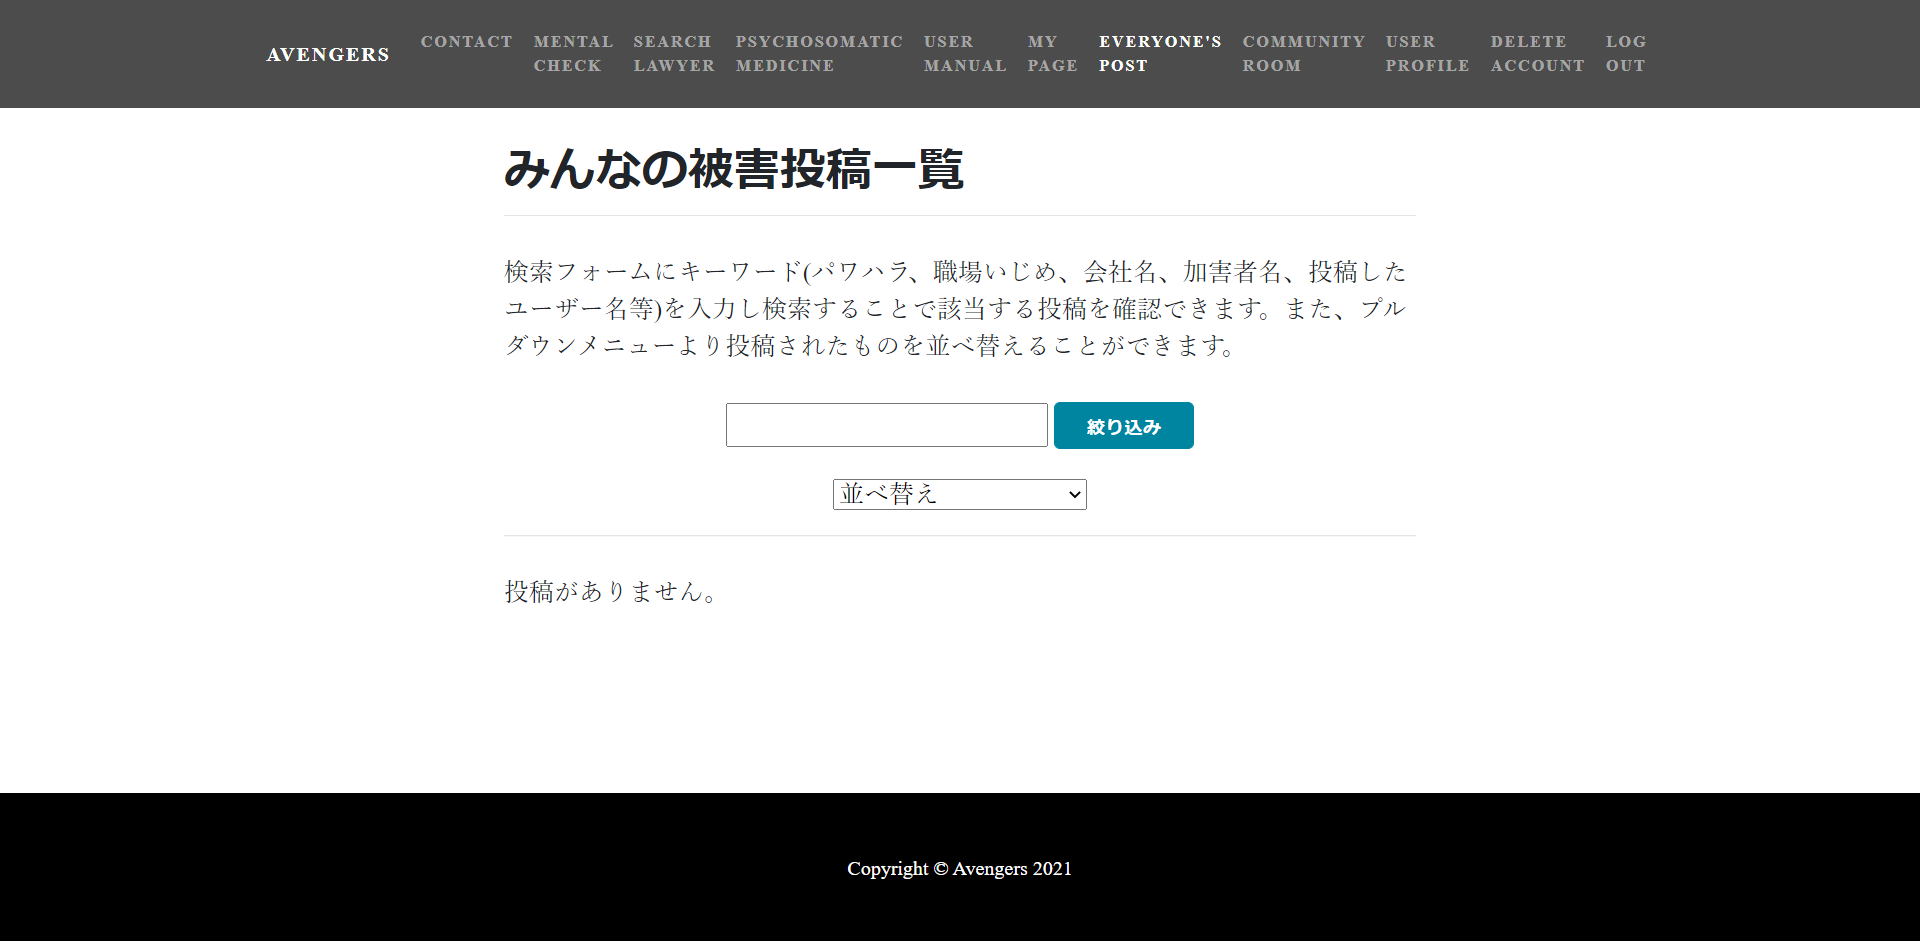 AVENGERS
CONTACT
MENTAL
CHECK
SEARCH
LAWYER
PSYCHOSOMATIC
MEDICINE
USER
MANUAL
MY
PAGE
EVERYONE'S
POST
COMMUNITY
ROOM
USER
PROFILE
DELETE
ACCOUNT
LOG
OUT
みんなの被害投稿一覧
検索フォームにキーワード(パワハラ、職場いじめ、会社名、加害者名、投稿した
ユーザー名等)を入力し検索することで該当する投稿を確認できます。また、プル
ダウンメニューより投稿されたものを並べ替えることができます。
絞り込み
並べ替え
投稿がありません。
Copyright © Avengers 2021